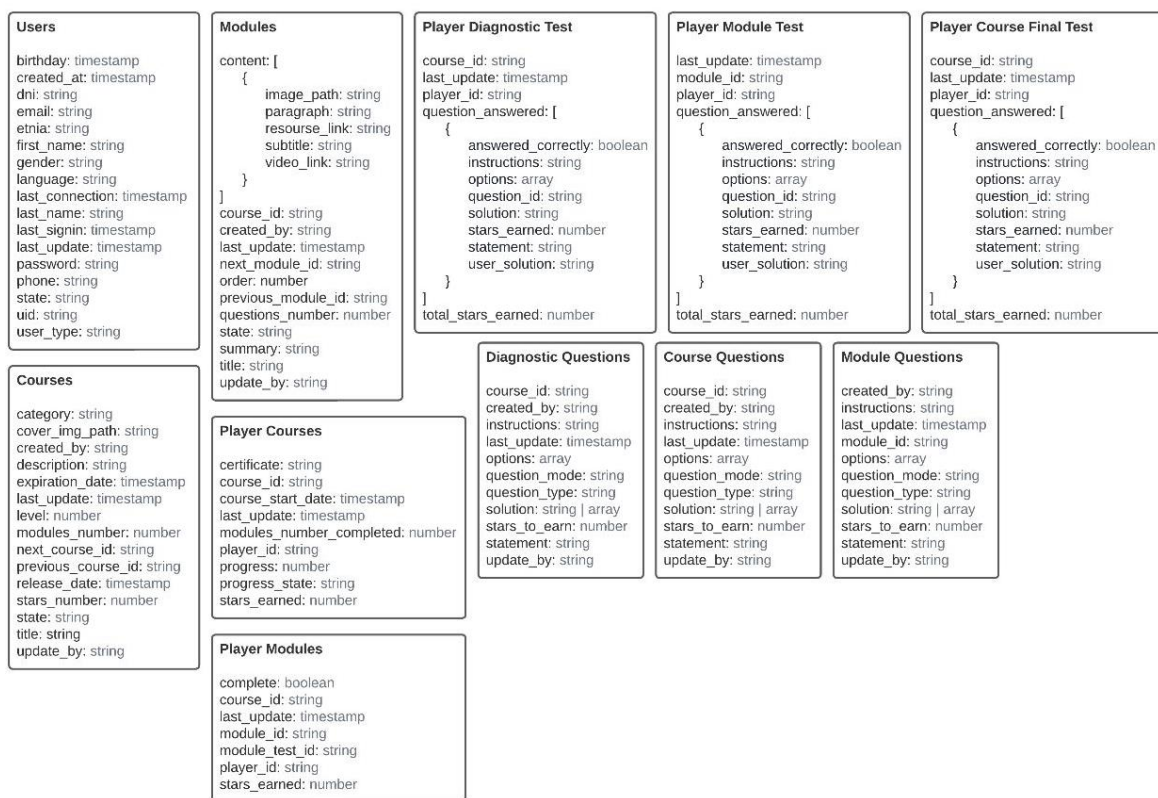 Users
birthday: timestamp
created_at: timestamp
dni: string
email: string
etnia: string
first_name: string
gender: string
language: string
last_connection: timestamp
last_name: string
last_signin: timestamp
last_update: timestamp
password: string
phone: string
state: string
uid: string
user_type: string
Courses
category: string
cover_img_path: string
created_by: string
description: string
expiration_date: timestamp
last_update: timestamp
level: number
modules_number: number
next_course_id: string
previous_course_id: string
release_date: timestamp
stars_number: number
state: string
title: string
update_by: string
Modules
content: [
{
image_path: string
paragraph: string
resourse_link: string
subtitle: string
video_link: string
}
]
course_id: string
created_by: string
last_update: timestamp
next_module_id: string
order: number
previous_module_id: string
questions_number: number
state: string
summary: string
title: string
update_by: string
Player Courses
certificate: string
course_id: string
course_start_date: timestamp
last_update: timestamp
modules_number_completed: number
player_id: string
progress: number
progress_state: string
stars_earned: number
Player Modules
complete: boolean
course_id: string
last_update: timestamp
module_id: string
module_test_id: string
player_id: string
stars_earned: number
Player Diagnostic Test
course_id: string
last_update: timestamp
player_id: string
question_answered: [
{
answered_correctly: boolean
instructions: string
options: array
question_id: string
solution: string
stars_earned: number
statement: string
user_solution: string
}
]
total_stars_earned: number
Player Module Test
last_update: timestamp
module_id: string
player_id: string
question_answered: [
{
answered_correctly: boolean
instructions: string
options: array
question_id: string
solution: string
stars_earned: number
statement: string
user_solution: string
}
]
total_stars_earned: number
Player Course Final Test
course_id: string
last_update: timestamp
player_id: string
question_answered: [
{
answered_correctly: boolean
instructions: string
options: array
question_id: string
solution: string
stars_earned: number
statement: string
user_solution: string
}
]
total_stars_earned: number
Diagnostic Questions
course_id: string
created_by: string
instructions: string
last_update: timestamp
options: array
question_mode: string
question_type: string
solution: string | array
stars_to_earn: number
statement: string
update_by: string
Course Questions
course_id: string
created_by: string
instructions: string
last_update: timestamp
options: array
question_mode: string
question_type: string
solution: string | array
stars_to_earn: number
statement: string
update_by: string
Module Questions
created_by: string
instructions: string
last_update: timestamp
module_id: string
options: array
question_mode: string
question_type: string
solution: string | array
stars_to_earn: number
statement: string
update_by: string